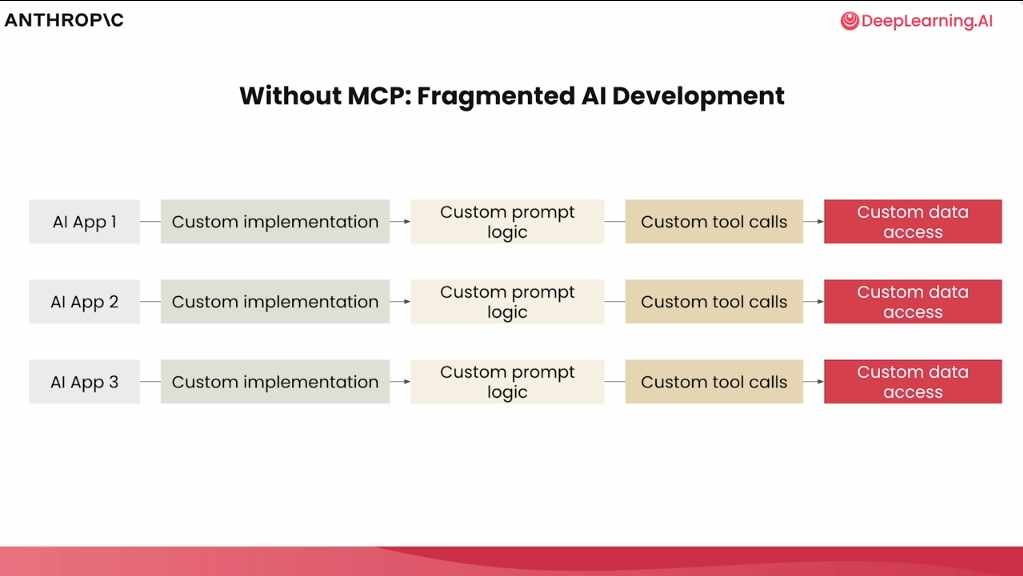 ANTHROP\C
DeepLearning.AI
Without MCP: Fragmented AI Development
AI App 1
Custom implementation
Custom prompt
logic
Custom tool calls
Custom data
access
AI App 2
Custom implementation
Custom prompt
logic
Custom tool calls
Custom data
access
AI App 3
Custom implementation
Custom prompt
logic
Custom tool calls
Custom data
access